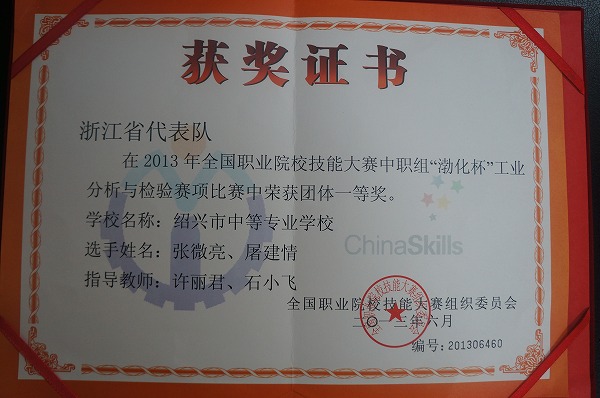 获奖证书
浙江省代表队
在2013年全国职业院校技能大赛中职组“渤化杯”工业
分析与检验赛项比赛中荣获团体一等奖。
学校名称：绍兴市中等专业学校
选手姓名：张微亮、屠建情
指导教师：许丽君、石小飞
ChinaSkills
全国职业院校技能大赛组织委员会
二〇一三年六月
编号：201306460